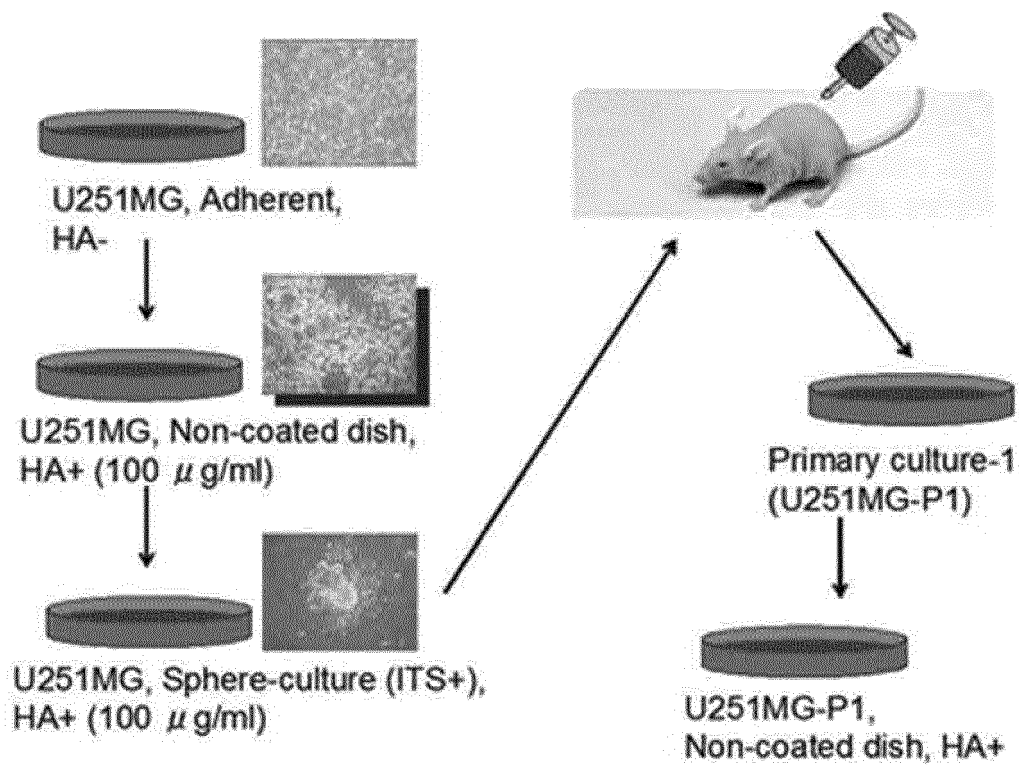 U251MG, Adherent,
HA-
U251MG, Non-coated dish,
HA+ (100 μg/ml)
U251MG, Sphere-culture (ITS+),
HA+ (100 μg/ml)
Primary culture-1
(U251MG-P1)
U251MG-P1,
Non-coated dish, HA+